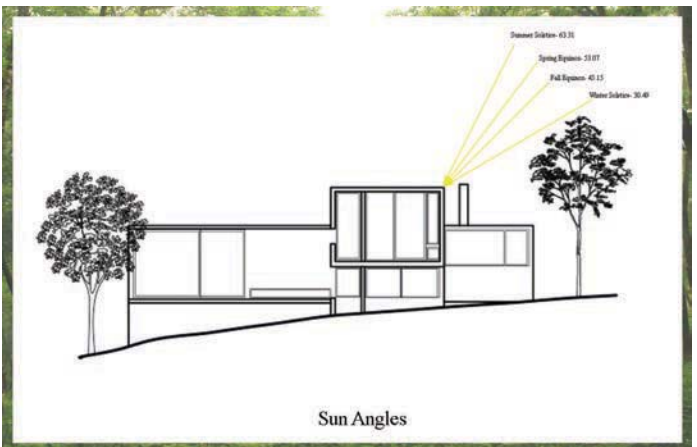 Summer Solstice- 63.31
Spring Equinox- 53.07
Fall Equinox- 43.15
Winter Solstice- 30.49
Sun Angles